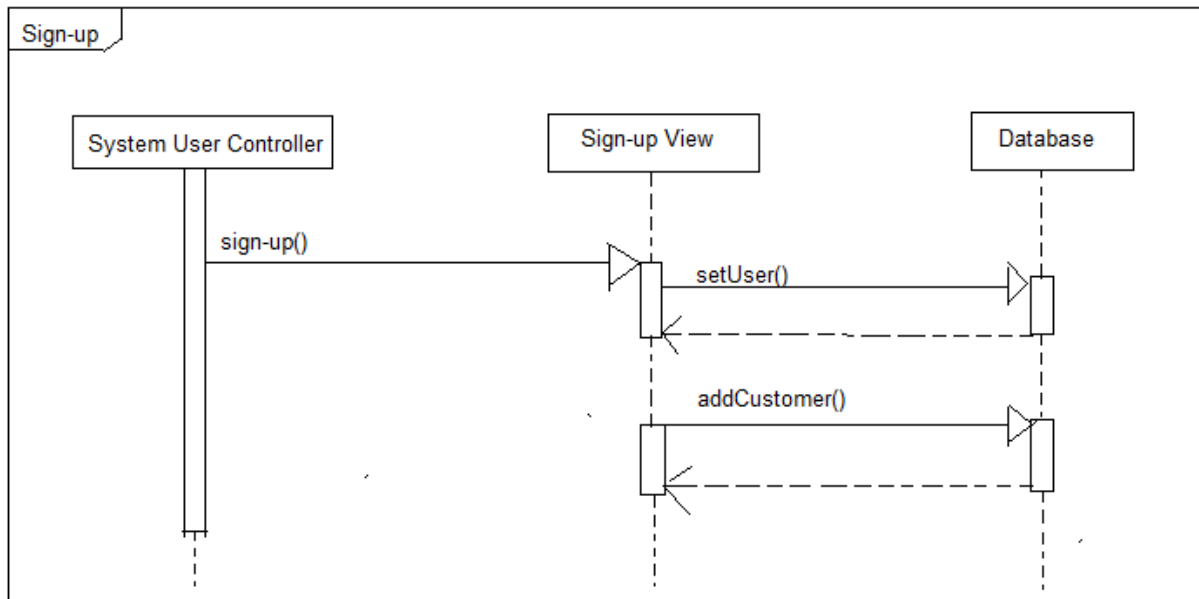 Sign-up
System User Controller
Sign-up View
Database
sign-up()
setUser()
addCustomer()